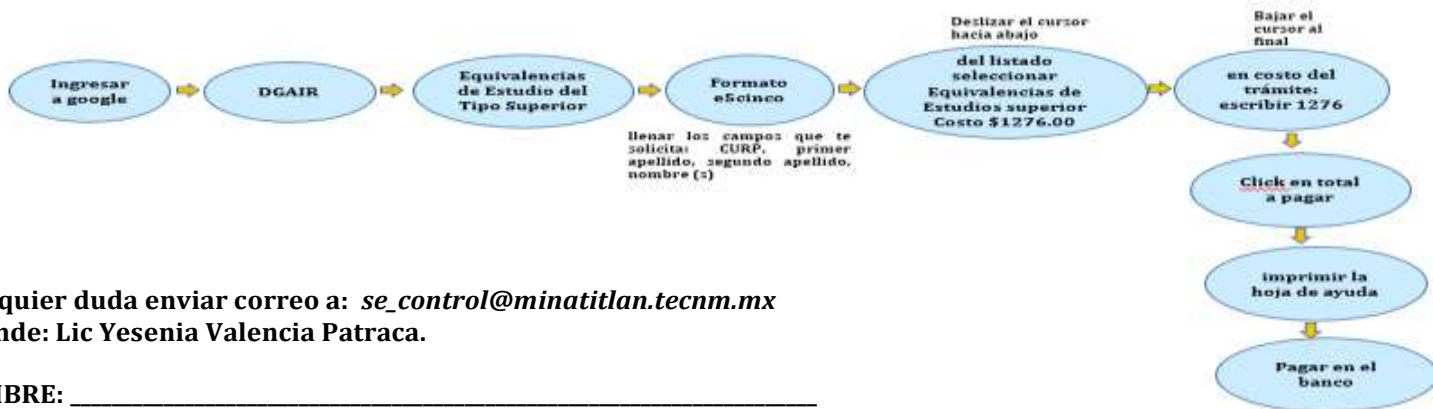 Ingresar
a google
DGAIR
Equivalencias
de Estudio del
Tipo Superior
Formato
e5cinco
llenar los campos que te
solicita: CURP, primer
apellido, segundo apellido,
nombre (s)
Deslizar el cursor
hacia abajo
del listado
seleccionar
Equivalencias de
Estudios superior
Costo $1276.00
Bajar el
cursor al
final
en costo del
trámite:
escribir 1276
Click en total
a pagar
imprimir la
hoja de ayuda
Pagar en el
banco
quier duda enviar correo a: se_control@minatitlan.tecnm.mx
nde: Lic Yesenia Valencia Patraca.
IBRE: